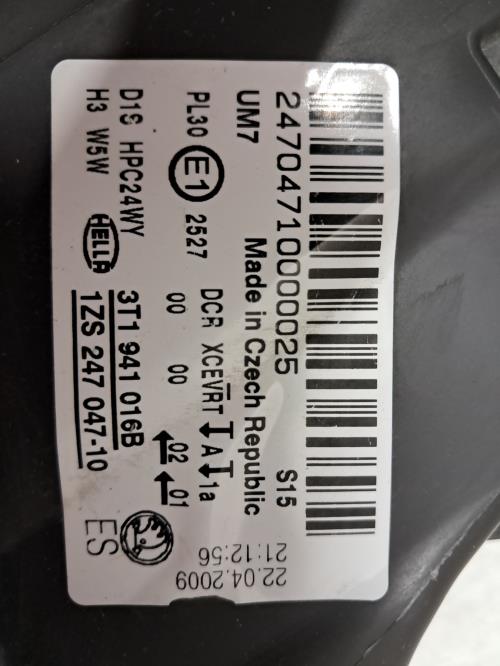 2470471000025 S15
UM7 Made in Czech Republic
22.04.2009
21:12:56
PL30 E1 2527 DCR XCEVRT I A I 1a
00 00 02 01
D1S HPC24WY
H3 W5W
HELLA
3T1 941 016B
1ZS 247 047-10
ES